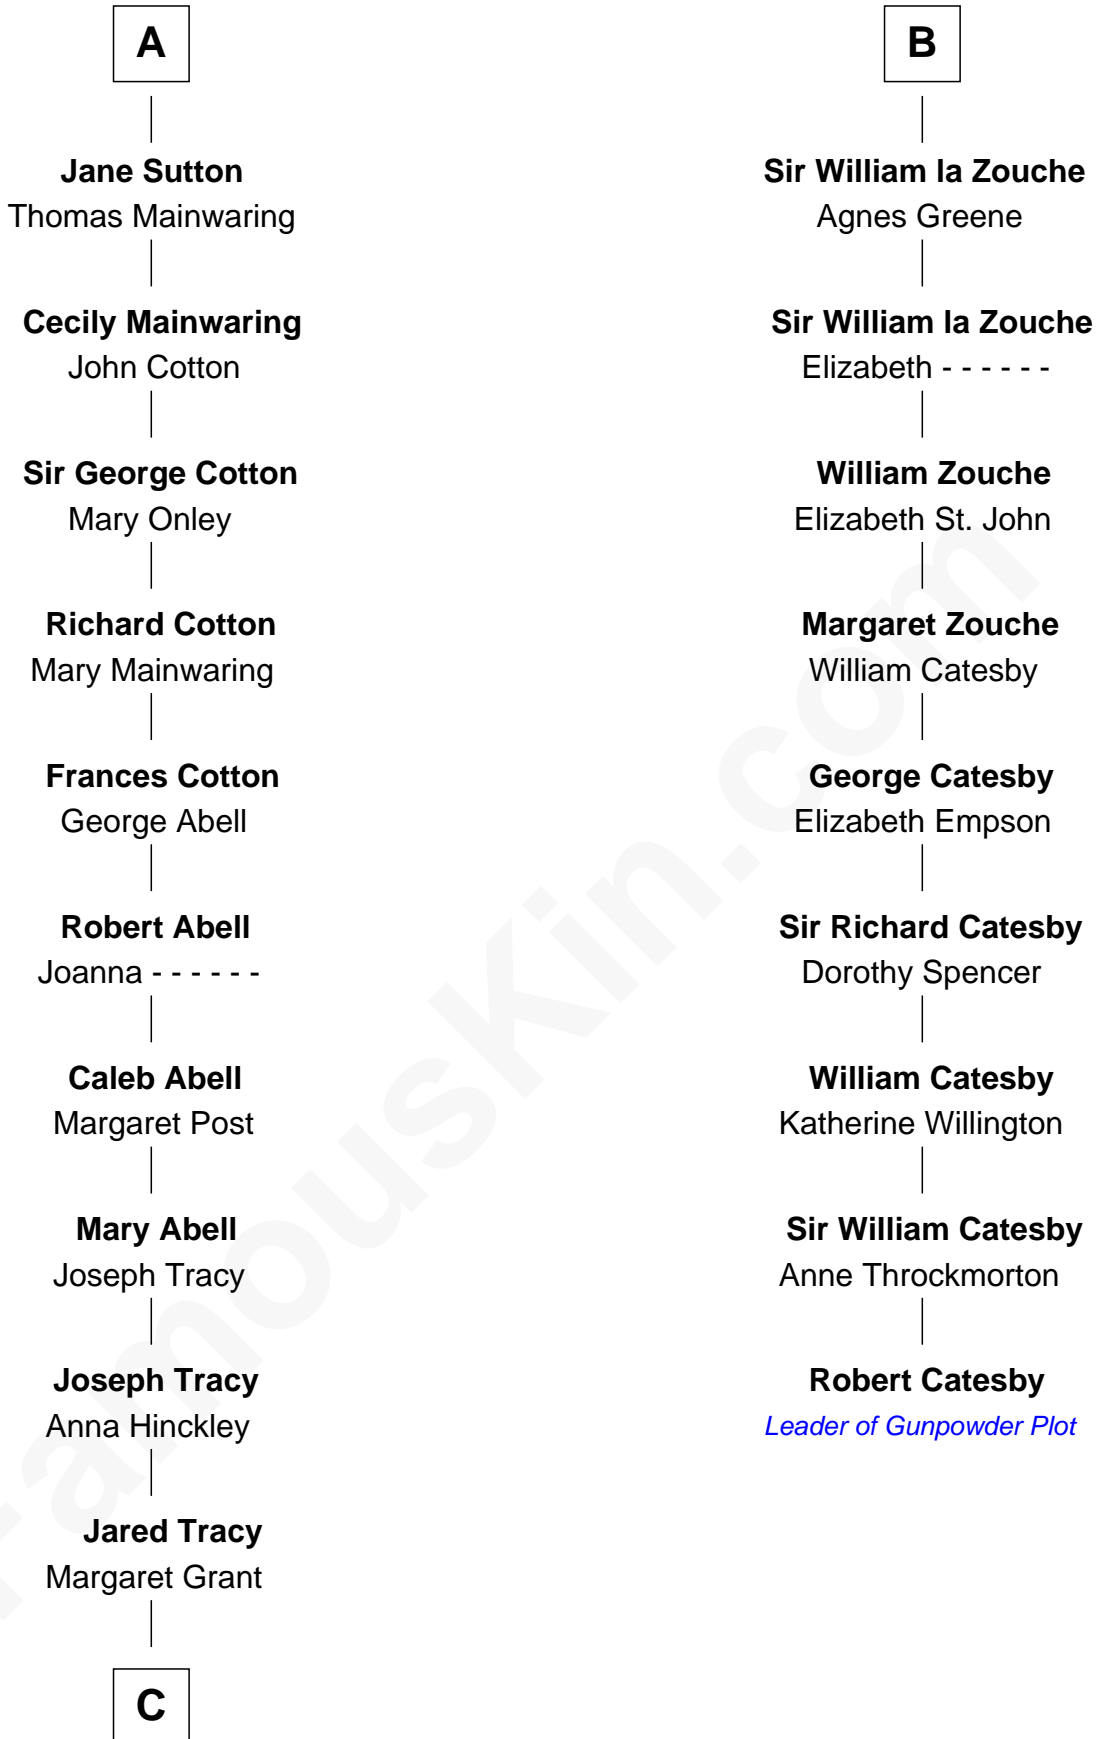 A
Jane Sutton
Thomas Mainwaring
Cecily Mainwaring
John Cotton
Sir George Cotton
Mary Onley
Richard Cotton
Mary Mainwaring
Frances Cotton
George Abell
Robert Abell
Joanna - - - - - -
Caleb Abell
Margaret Post
Mary Abell
Joseph Tracy
Joseph Tracy
Anna Hinckley
Jared Tracy
Margaret Grant
C
B
Sir William la Zouche
Agnes Greene
Sir William la Zouche
Elizabeth - - - - - -
William Zouche
Elizabeth St. John
Margaret Zouche
William Catesby
George Catesby
Elizabeth Empson
Sir Richard Catesby
Dorothy Spencer
William Catesby
Katherine Willington
Sir William Catesby
Anne Throckmorton
Robert Catesby
Leader of Gunpowder Plot
FamousKin.com